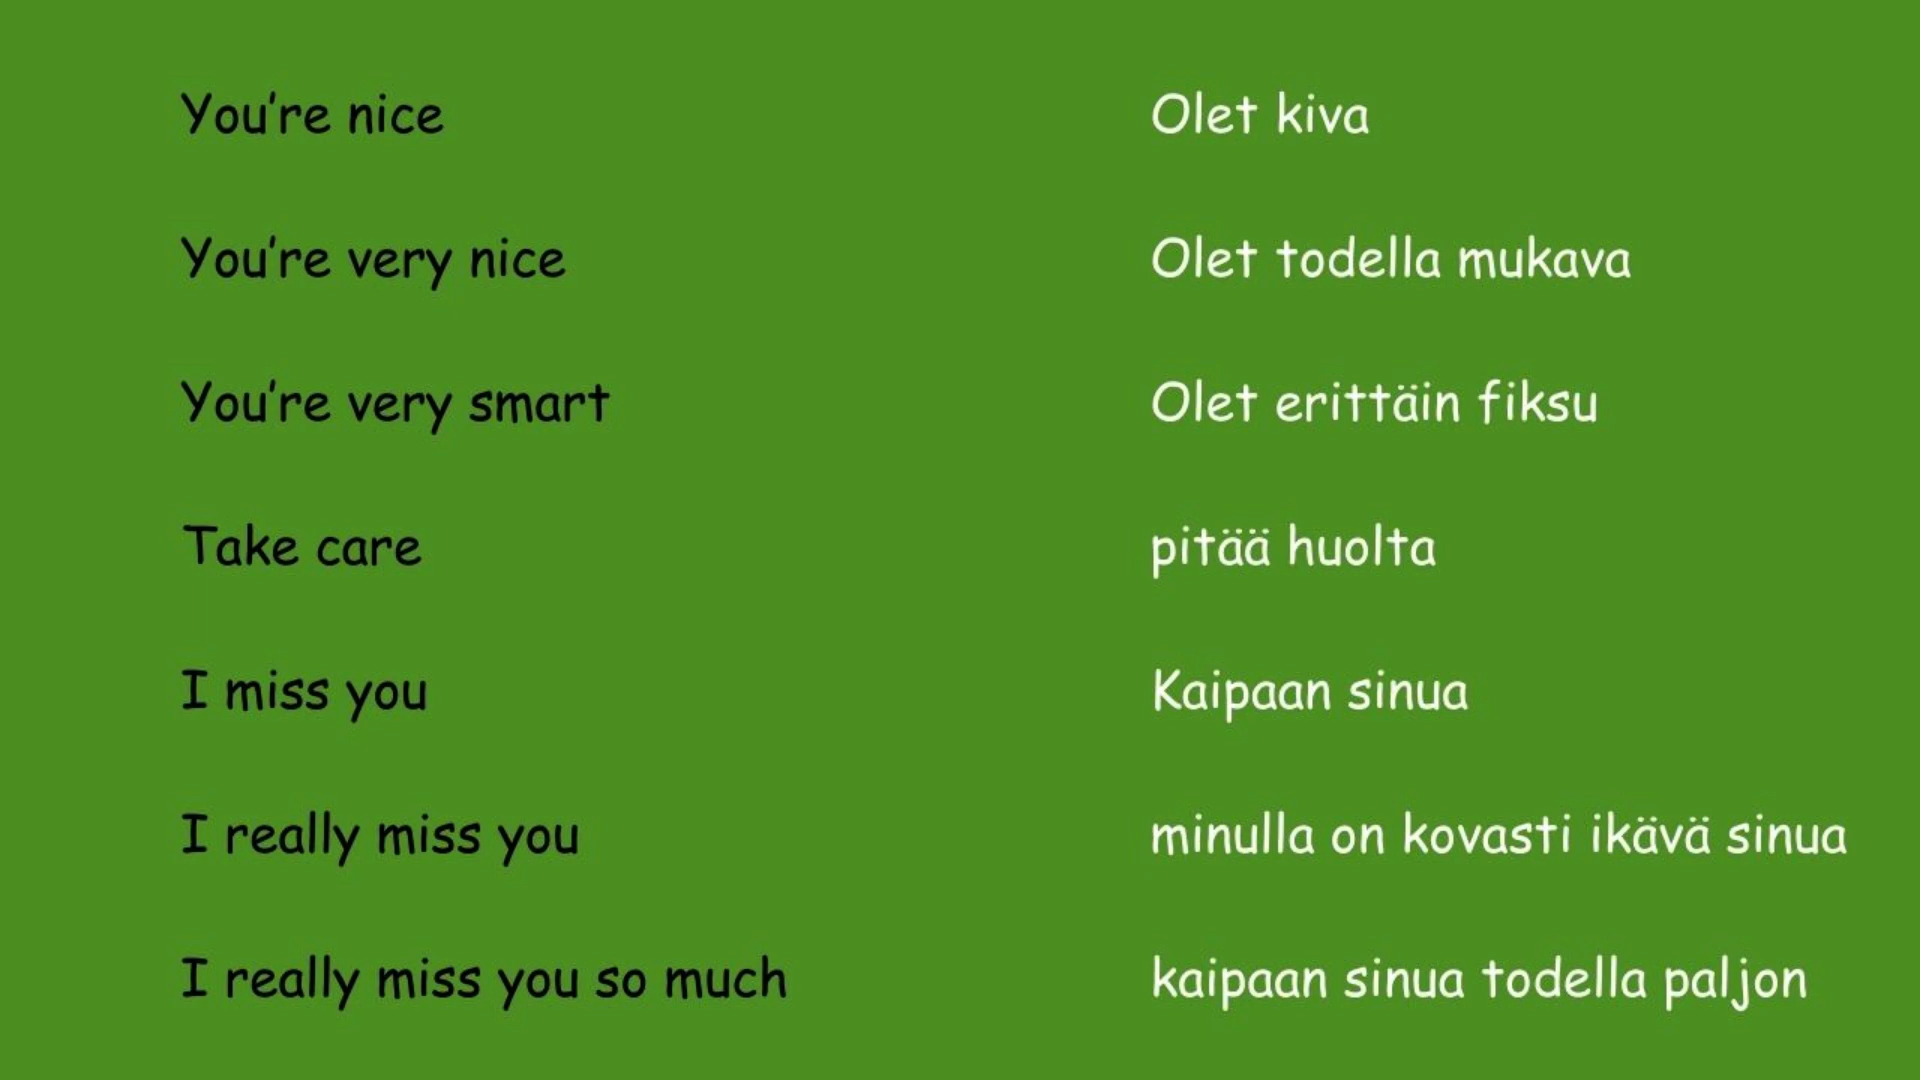 You're nice Olet kiva
You're very nice Olet todella mukava
You're very smart Olet erittäin fiksu
Take care pitää huolta
I miss you Kaipaan sinua
I really miss you minulla on kovasti ikävä sinua
I really miss you so much kaipaan sinua todella paljon